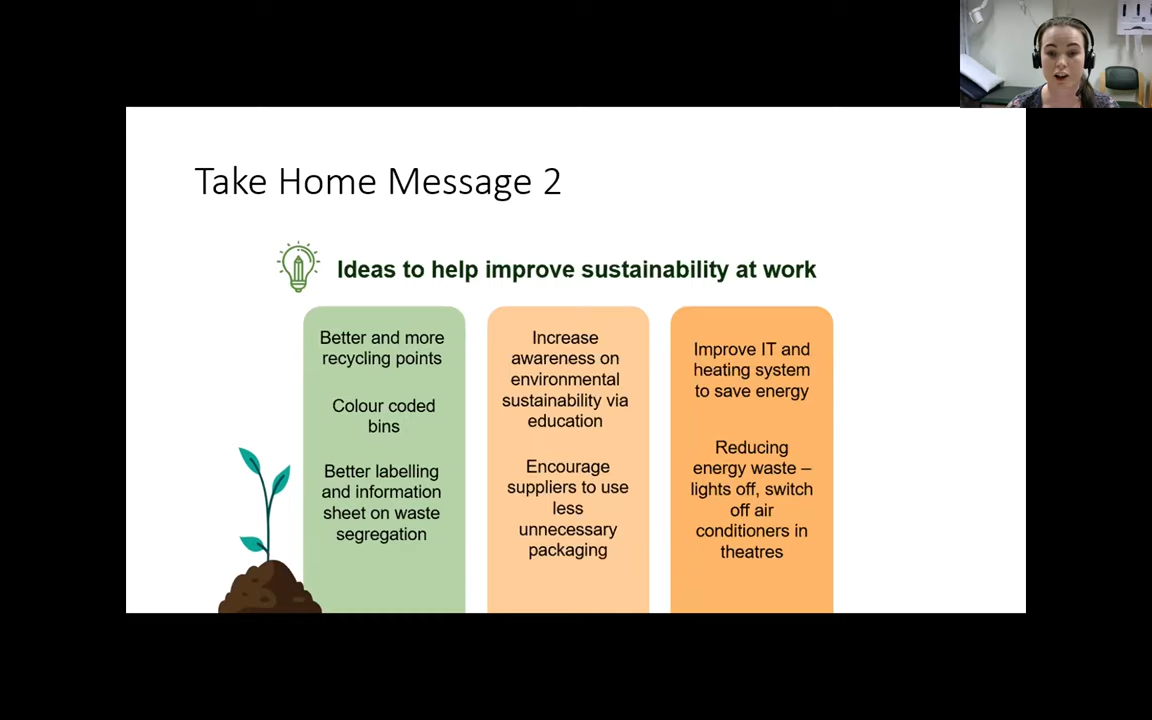 Take Home Message 2
Ideas to help improve sustainability at work
Better and more
recycling points
Colour coded
bins
Better labelling
and information
sheet on waste
segregation
Increase
awareness on
environmental
sustainability via
education
Encourage
suppliers to use
less
unnecessary
packaging
Improve IT and
heating system
to save energy
Reducing
energy waste –
lights off, switch
off air
conditioners in
theatres